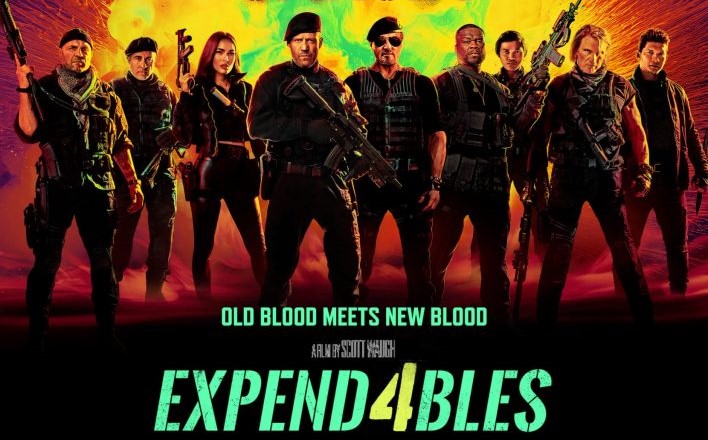 OLD BLOOD MEETS NEW BLOOD
A FILM BY SCOTT WAUGH
EXPEND4BLES